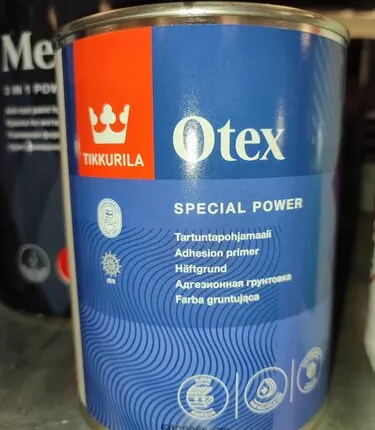 Me
TIKKURILA
Otex
SPECIAL POWER
Tartuntapohjamaali
Adhesion primer
Häftgrund
Адгезионная грунтовка
Farba gruntująca